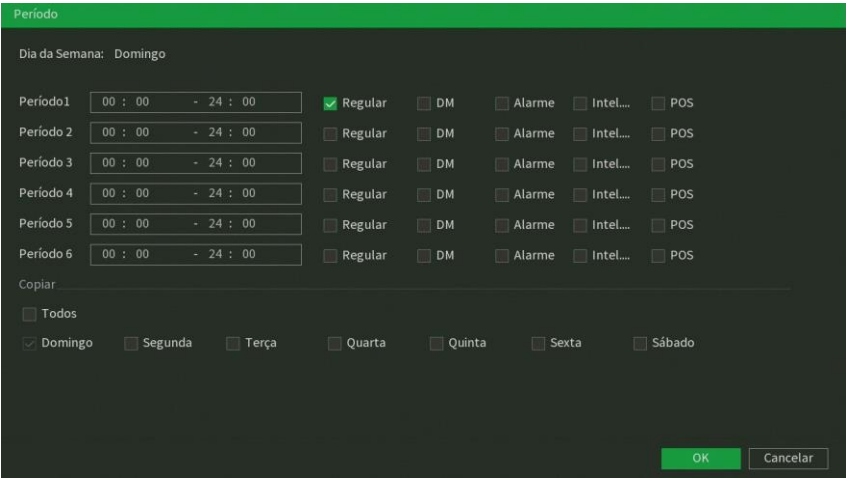 Período
Dia da Semana: Domingo
Período1 00 : 00 - 24 : 00 Regular DM Alarme Intel.... POS
Período 2 00 : 00 - 24 : 00 Regular DM Alarme Intel.... POS
Período 3 00 : 00 - 24 : 00 Regular DM Alarme Intel.... POS
Período 4 00 : 00 - 24 : 00 Regular DM Alarme Intel.... POS
Período 5 00 : 00 - 24 : 00 Regular DM Alarme Intel.... POS
Período 6 00 : 00 - 24 : 00 Regular DM Alarme Intel.... POS
Copiar
Todos
Domingo Segunda Terça Quarta Quinta Sexta Sábado
OK Cancelar